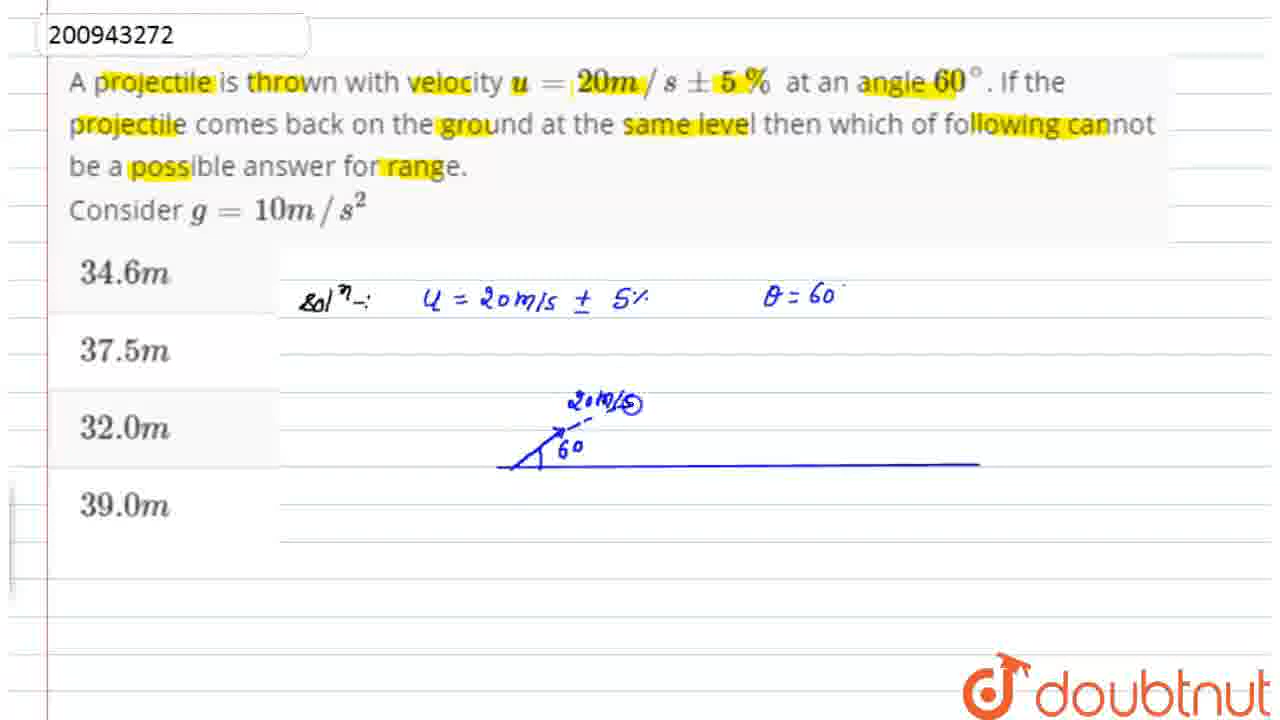 200943272
A projectile is thrown with velocity u = 20m/s ± 5% at an angle 60°. If the
projectile comes back on the ground at the same level then which of following cannot
be a possible answer for range.
Consider g = 10m/s²
34.6m
Solⁿ-: u = 20m/s ± 5% θ = 60°
37.5m
20m/s
32.0m
60
39.0m
doubtnut